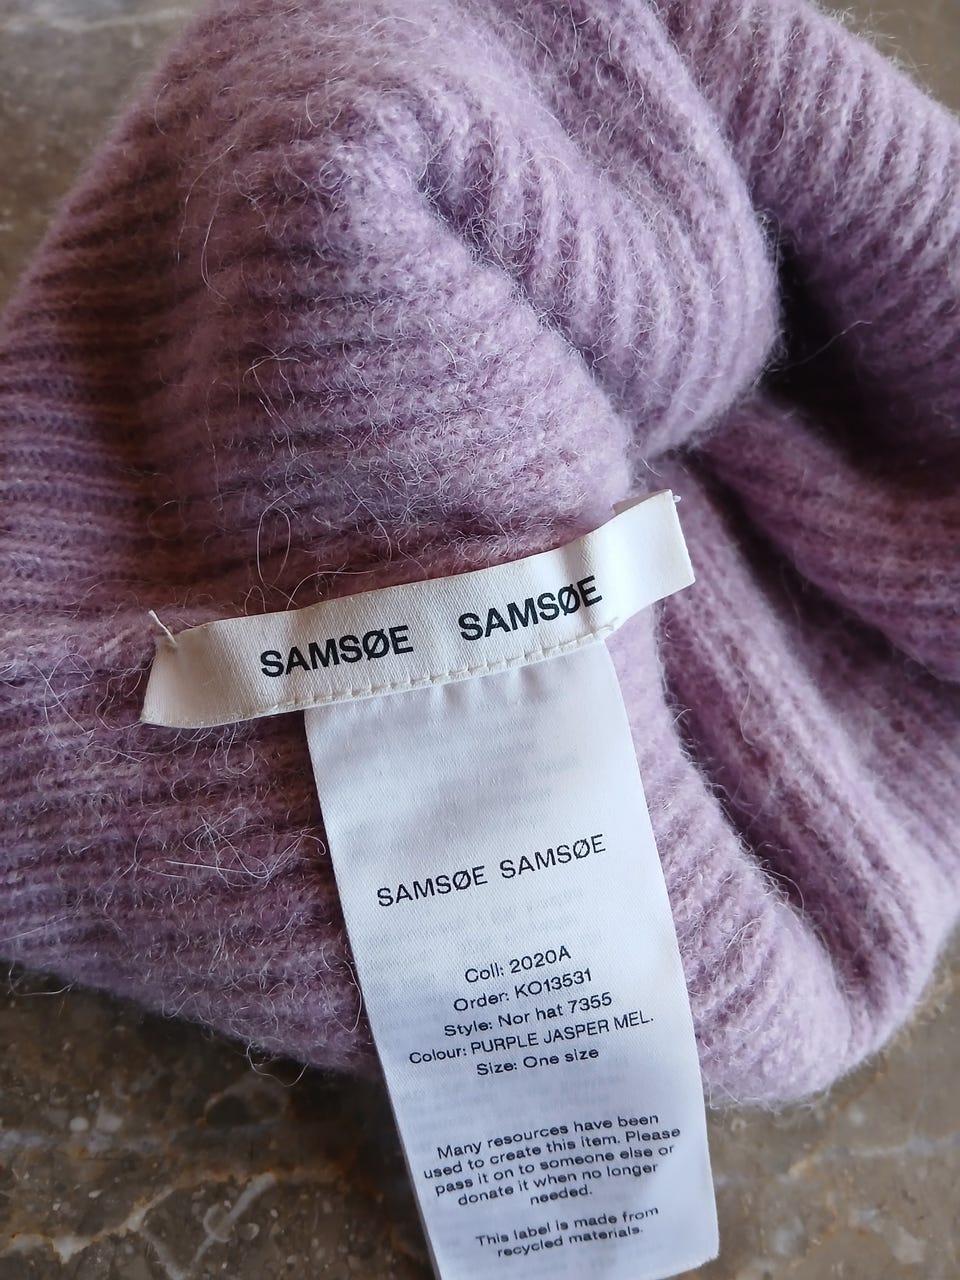 SAMSØE SAMSØE
SAMSØE SAMSØE
Coll: 2020A
Order: KO13531
Style: Nor hat 7355
Colour: PURPLE JASPER MEL.
Size: One size
Many resources have been
used to create this item. Please
pass it on to someone else or
donate it when no longer
needed.
This label is made from
recycled materials.